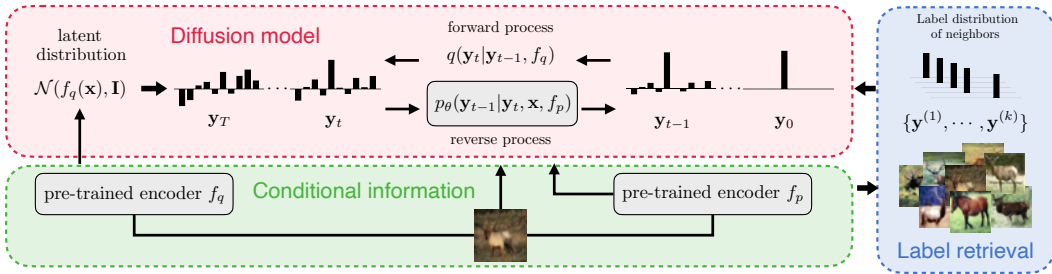 latent
distribution
𝒩(f_q(𝐱), 𝐈)
Diffusion model
forward process
q(𝐲_t|𝐲_{t−1}, f_q)
p_θ(𝐲_{t−1}|𝐲_t, 𝐱, f_p)
reverse process
· · ·
𝐲_T
𝐲_t
· · ·
𝐲_{t−1}
𝐲_0
Label distribution
of neighbors
{𝐲^{(1)}, · · · , 𝐲^{(k)}}
Label retrieval
pre-trained encoder f_q
Conditional information
pre-trained encoder f_p